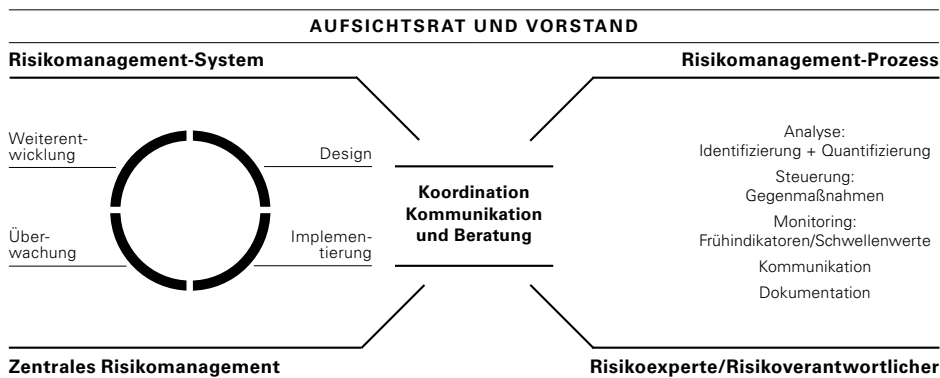 AUFSICHTSRAT UND VORSTAND
Risikomanagement-System
Risikomanagement-Prozess
Weiterent-
wicklung
Design
Über-
wachung
Implemen-
tierung
Koordination
Kommunikation
und Beratung
Analyse:
Identifizierung + Quantifizierung
Steuerung:
Gegenmaßnahmen
Monitoring:
Frühindikatoren/Schwellenwerte
Kommunikation
Dokumentation
Zentrales Risikomanagement
Risikoexperte/Risikoverantwortlicher